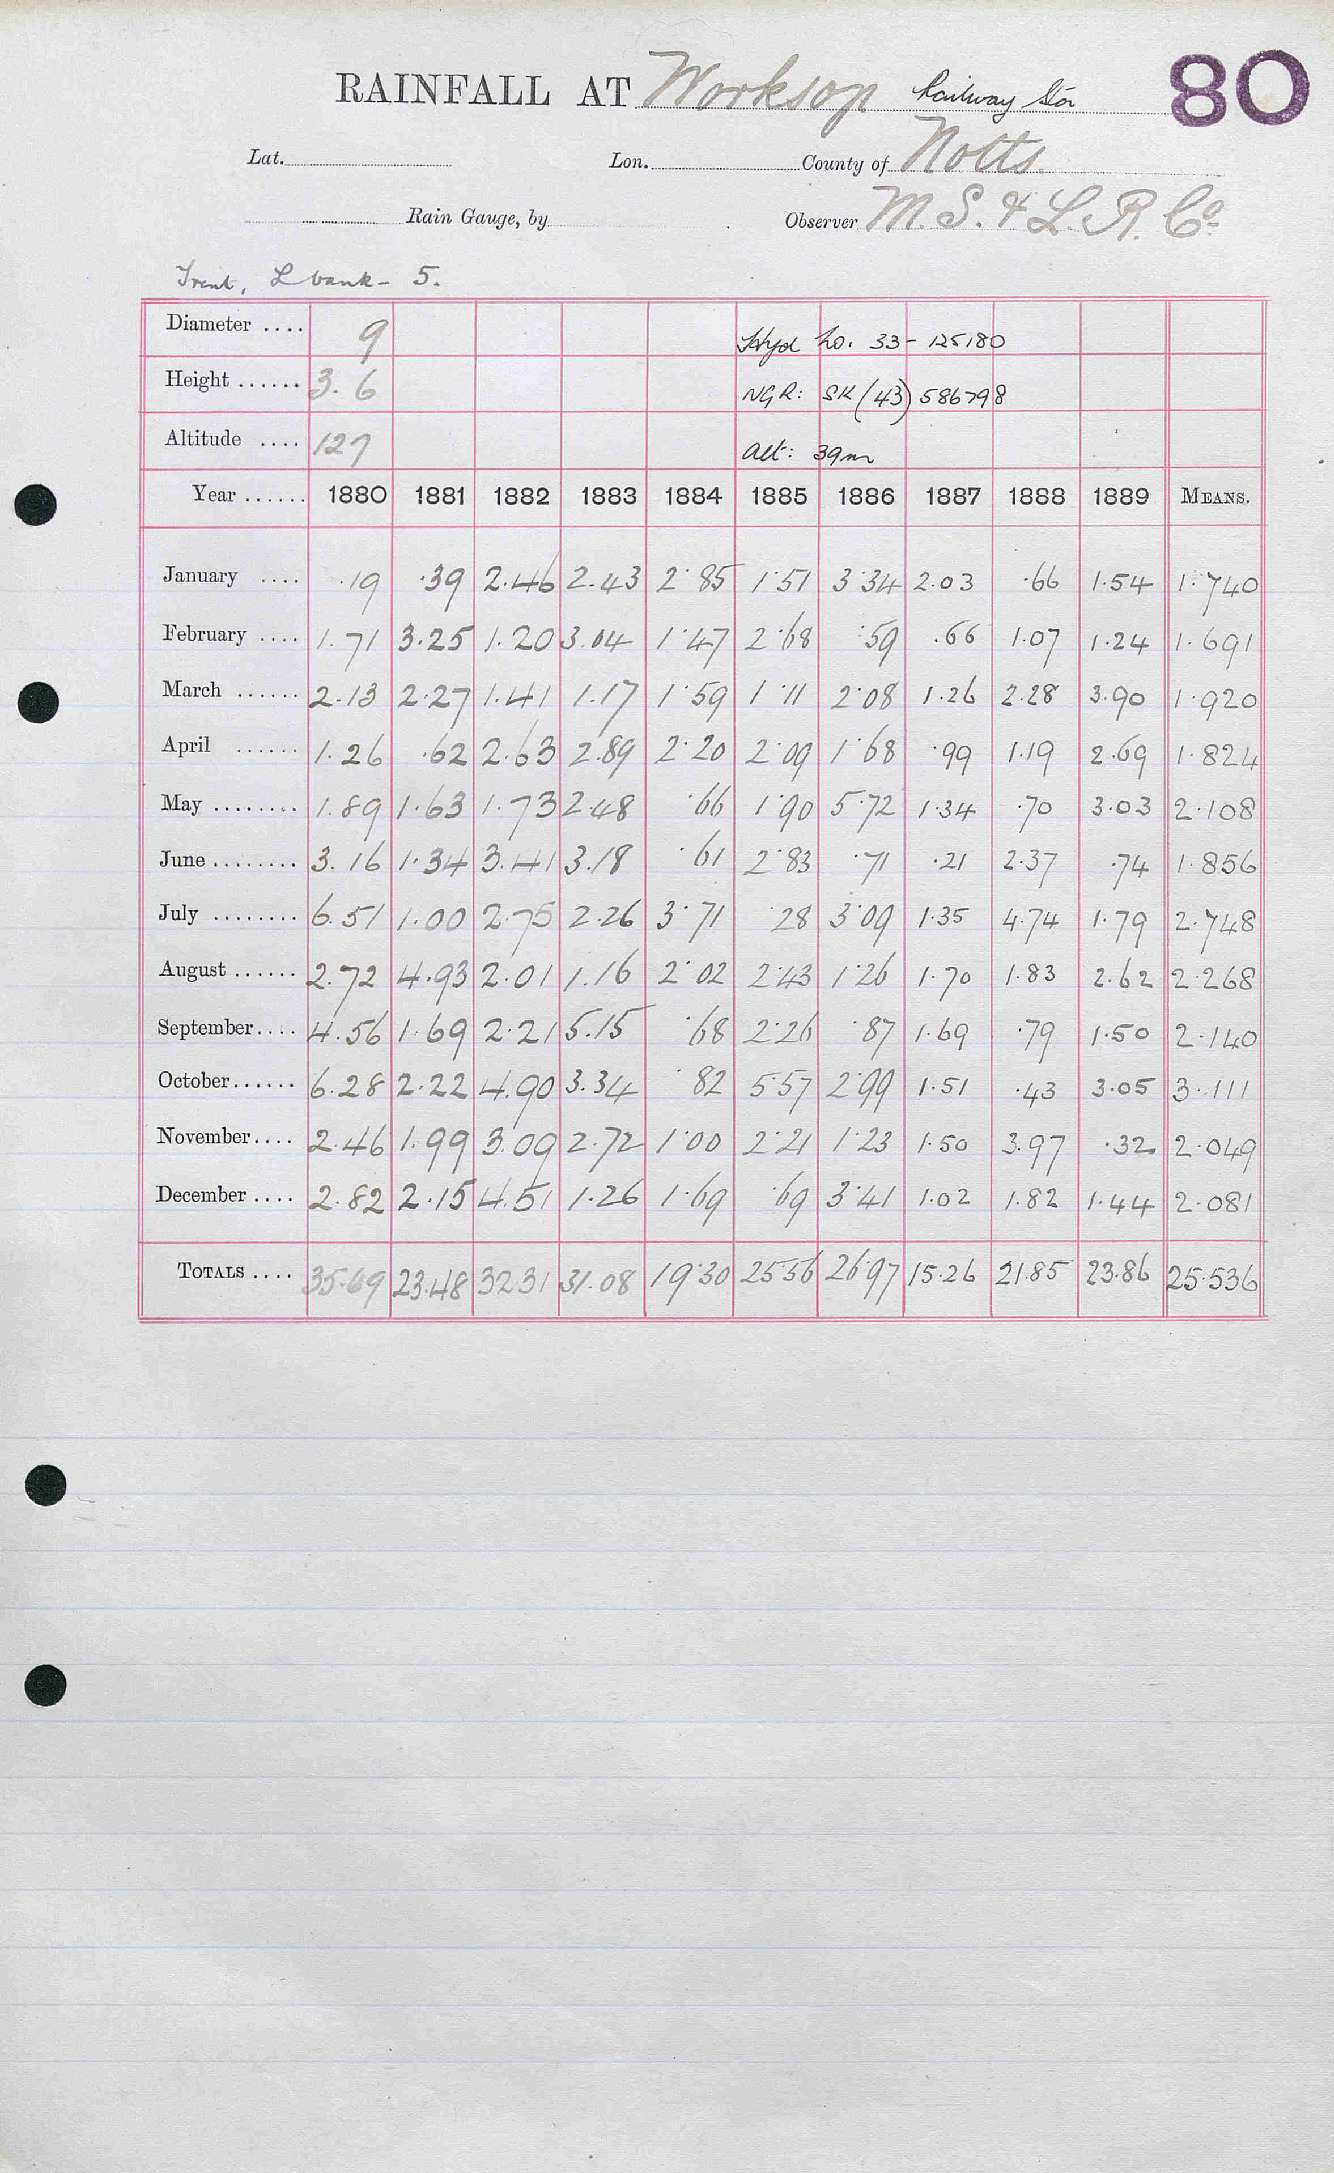 RAINFALL AT Worksop Railway Stn 80
Lat. Lon. County of Notts.
Rain Gauge, by Observer M. S. & L. R. Co.
Trent, L bank - 5.
Diameter .... 9 Hyd no. 33-125180
Height ...... 3. 6 NGR: SK (43) 586798
Altitude .... 127 alt: 39m
Year ...... 1880 1881 1882 1883 1884 1885 1886 1887 1888 1889 MEANS.
January .... .19 .39 2.46 2.43 2.85 1.51 3.34 2.03 .66 1.54 1.740
February .... 1.71 3.25 1.20 3.04 1.47 2.68 .59 .66 1.07 1.24 1.691
March ...... 2.13 2.27 1.41 1.17 1.59 1.11 2.08 1.26 2.28 3.90 1.920
April ...... 1.26 .62 2.63 2.89 2.20 2.09 1.68 .99 1.19 2.69 1.824
May ........ 1.89 1.63 1.73 2.48 .66 1.90 5.72 1.34 .70 3.03 2.108
June ........ 3.16 1.34 3.41 3.18 .61 2.83 .71 .21 2.37 .74 1.856
July ........ 6.51 1.00 2.75 2.26 3.71 .28 3.09 1.35 4.74 1.79 2.748
August ...... 2.72 4.93 2.01 1.16 2.02 2.43 1.26 1.70 1.83 2.62 2.268
September.... 4.56 1.69 2.21 5.15 .68 2.26 .87 1.69 .79 1.50 2.140
October...... 6.28 2.22 4.90 3.34 .82 5.57 2.99 1.51 .43 3.05 3.111
November.... 2.46 1.99 3.09 2.72 1.00 2.21 1.23 1.50 3.97 .32 2.049
December .... 2.82 2.15 4.51 1.26 1.69 .69 3.41 1.02 1.82 1.44 2.081
TOTALS .... 35.69 23.48 32.31 31.08 19.30 25.56 26.97 15.26 21.85 23.86 25.536